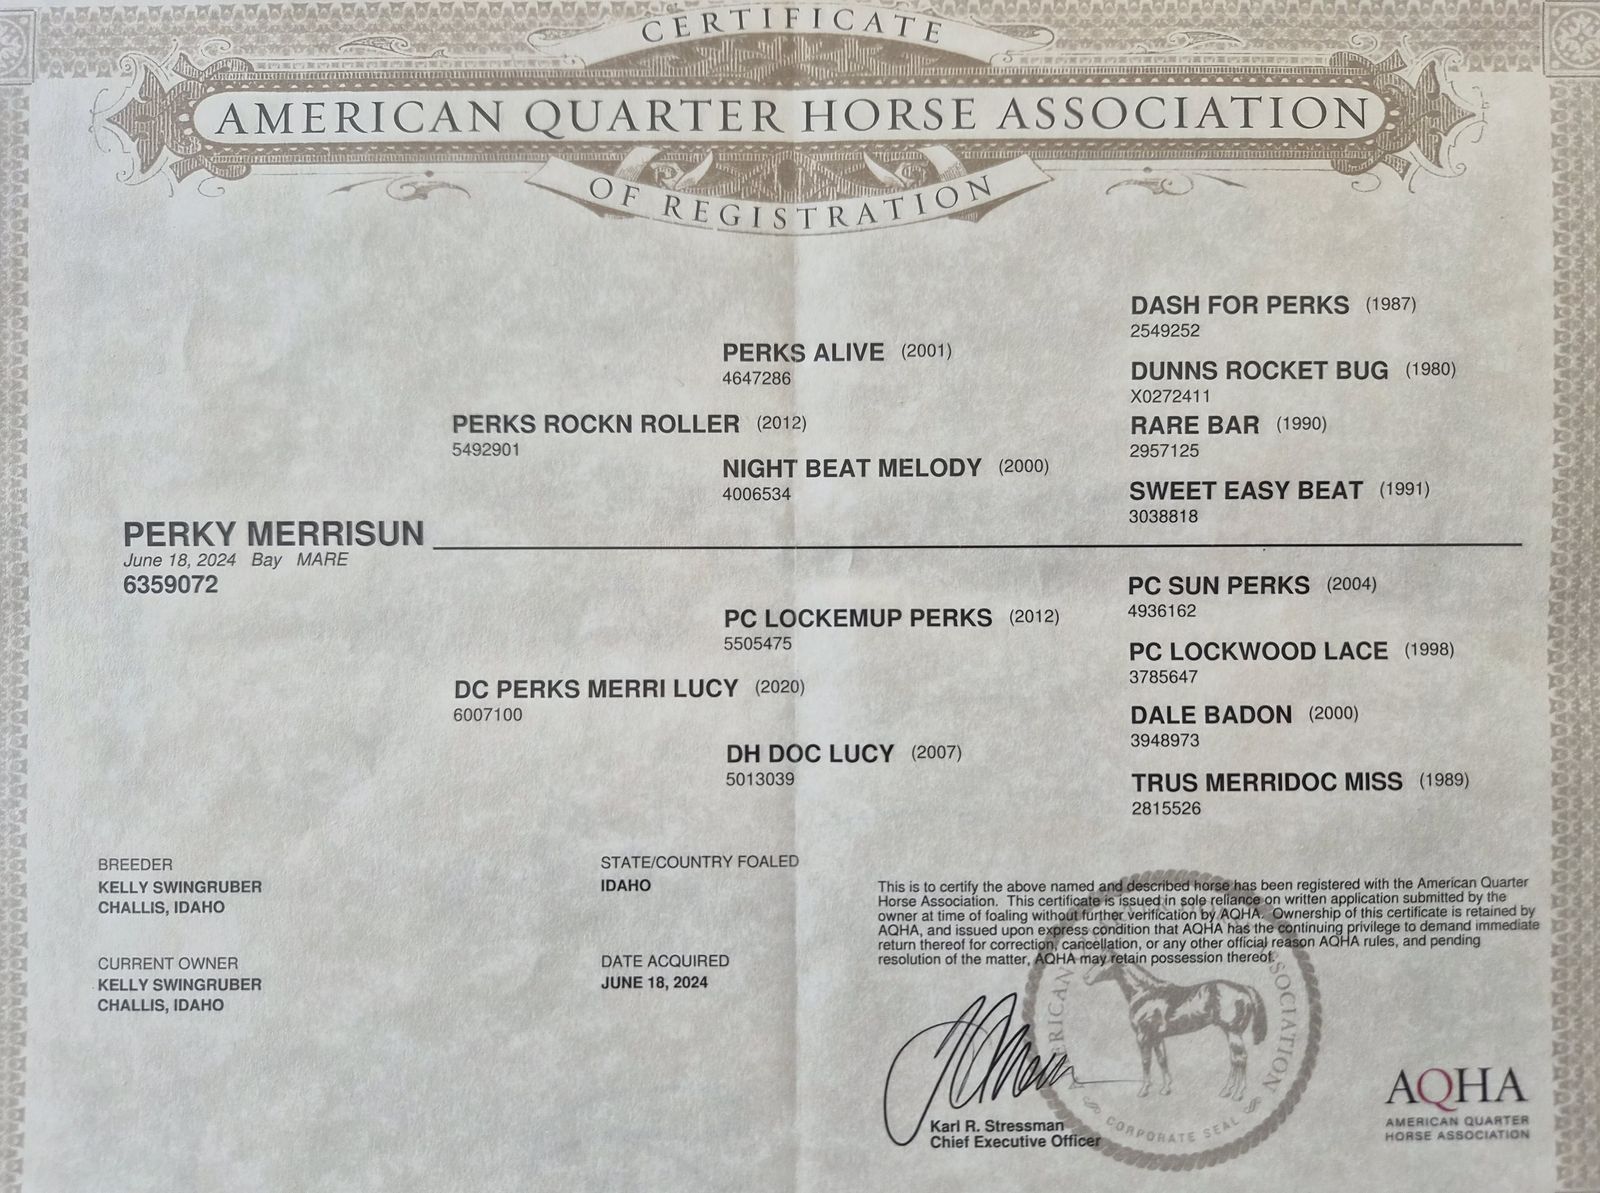 CERTIFICATE
AMERICAN QUARTER HORSE ASSOCIATION
OF REGISTRATION
DASH FOR PERKS (1987)
2549252
PERKS ALIVE (2001)
4647286
DUNNS ROCKET BUG (1980)
X0272411
PERKS ROCKN ROLLER (2012)
5492901
RARE BAR (1990)
2957125
NIGHT BEAT MELODY (2000)
4006534
SWEET EASY BEAT (1991)
3038818
PERKY MERRISUN
June 18, 2024 Bay MARE
6359072
PC SUN PERKS (2004)
4936162
PC LOCKEMUP PERKS (2012)
5505475
PC LOCKWOOD LACE (1998)
3785647
DC PERKS MERRI LUCY (2020)
6007100
DALE BADON (2000)
3948973
DH DOC LUCY (2007)
5013039
TRUS MERRIDOC MISS (1989)
2815526
BREEDER
KELLY SWINGRUBER
CHALLIS, IDAHO
STATE/COUNTRY FOALED
IDAHO
CURRENT OWNER
KELLY SWINGRUBER
CHALLIS, IDAHO
DATE ACQUIRED
JUNE 18, 2024
This is to certify the above named and described horse has been registered with the American Quarter
Horse Association. This certificate is issued in sole reliance on written application submitted by the
owner at time of foaling without further verification by AQHA. Ownership of this certificate is retained by
AQHA, and issued upon express condition that AQHA has the continuing privilege to demand immediate
return thereof for correction, cancellation, or any other official reason AQHA rules, and pending
resolution of the matter, AQHA may retain possession thereof.
Karl R. Stressman
Chief Executive Officer
ASSOCIATION
CORPORATE SEAL
AQHA
AMERICAN QUARTER
HORSE ASSOCIATION